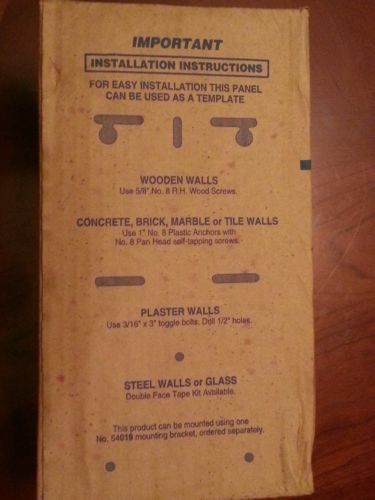 IMPORTANT
INSTALLATION INSTRUCTIONS
FOR EASY INSTALLATION THIS PANEL
CAN BE USED AS A TEMPLATE
WOODEN WALLS
Use 5/8" No. 8 R.H. Wood Screws.
CONCRETE, BRICK, MARBLE or TILE WALLS
Use 1" No. 8 Plastic Anchors with
No. 8 Pan Head self-tapping screws.
PLASTER WALLS
Use 3/16" x 3" toggle bolts. Drill 1/2" holes.
STEEL WALLS or GLASS
Double Face Tape Kit Available.
This product can be mounted using one
No. 54019 mounting bracket, ordered separately.